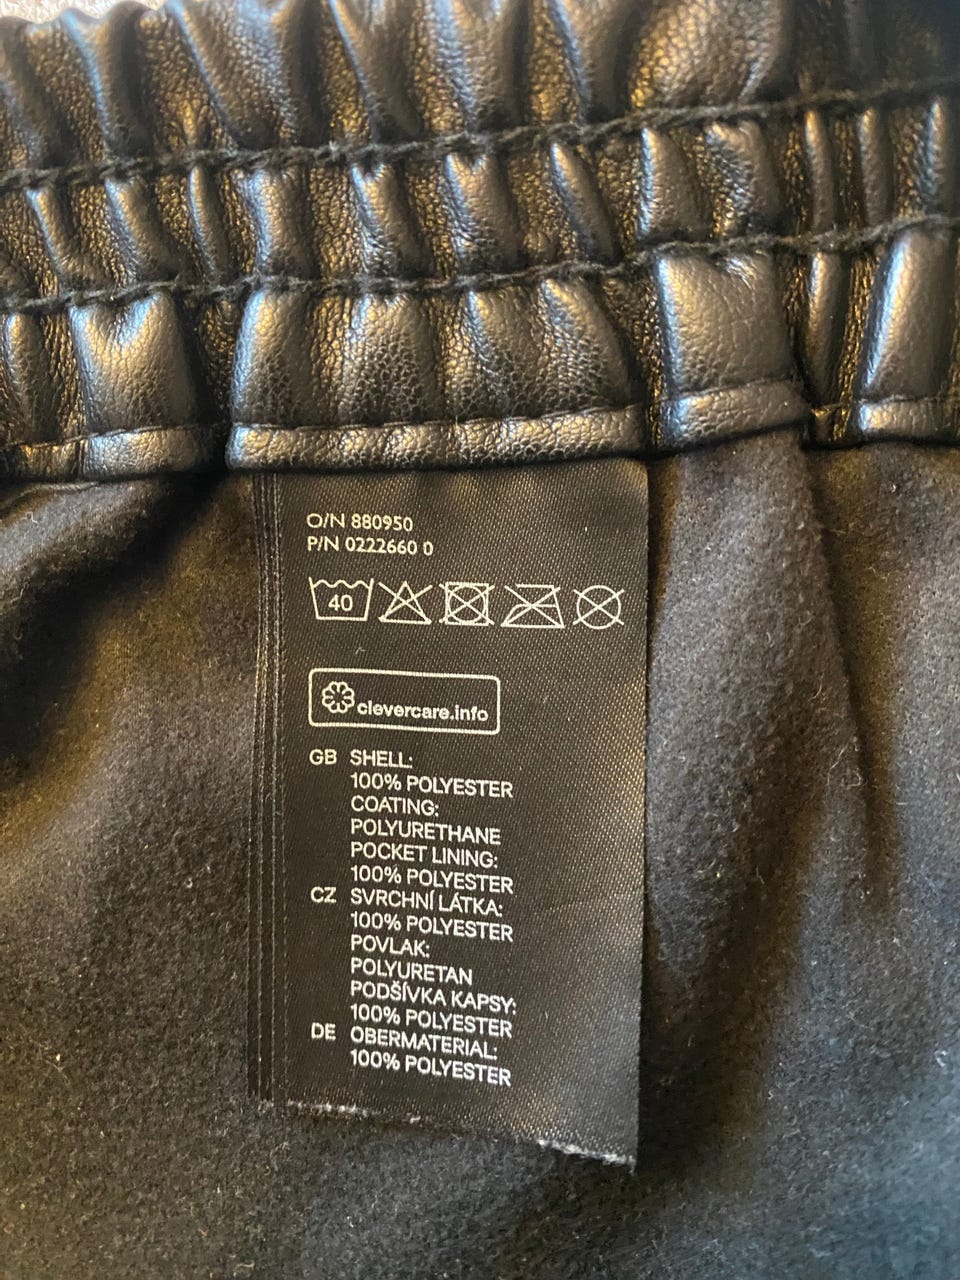 O/N 880950
P/N 0222660 0
40
clevercare.info
GB SHELL:
100% POLYESTER
COATING:
POLYURETHANE
POCKET LINING:
100% POLYESTER
CZ SVRCHNÍ LÁTKA:
100% POLYESTER
POVLAK:
POLYURETAN
PODŠÍVKA KAPSY:
100% POLYESTER
DE OBERMATERIAL:
100% POLYESTER